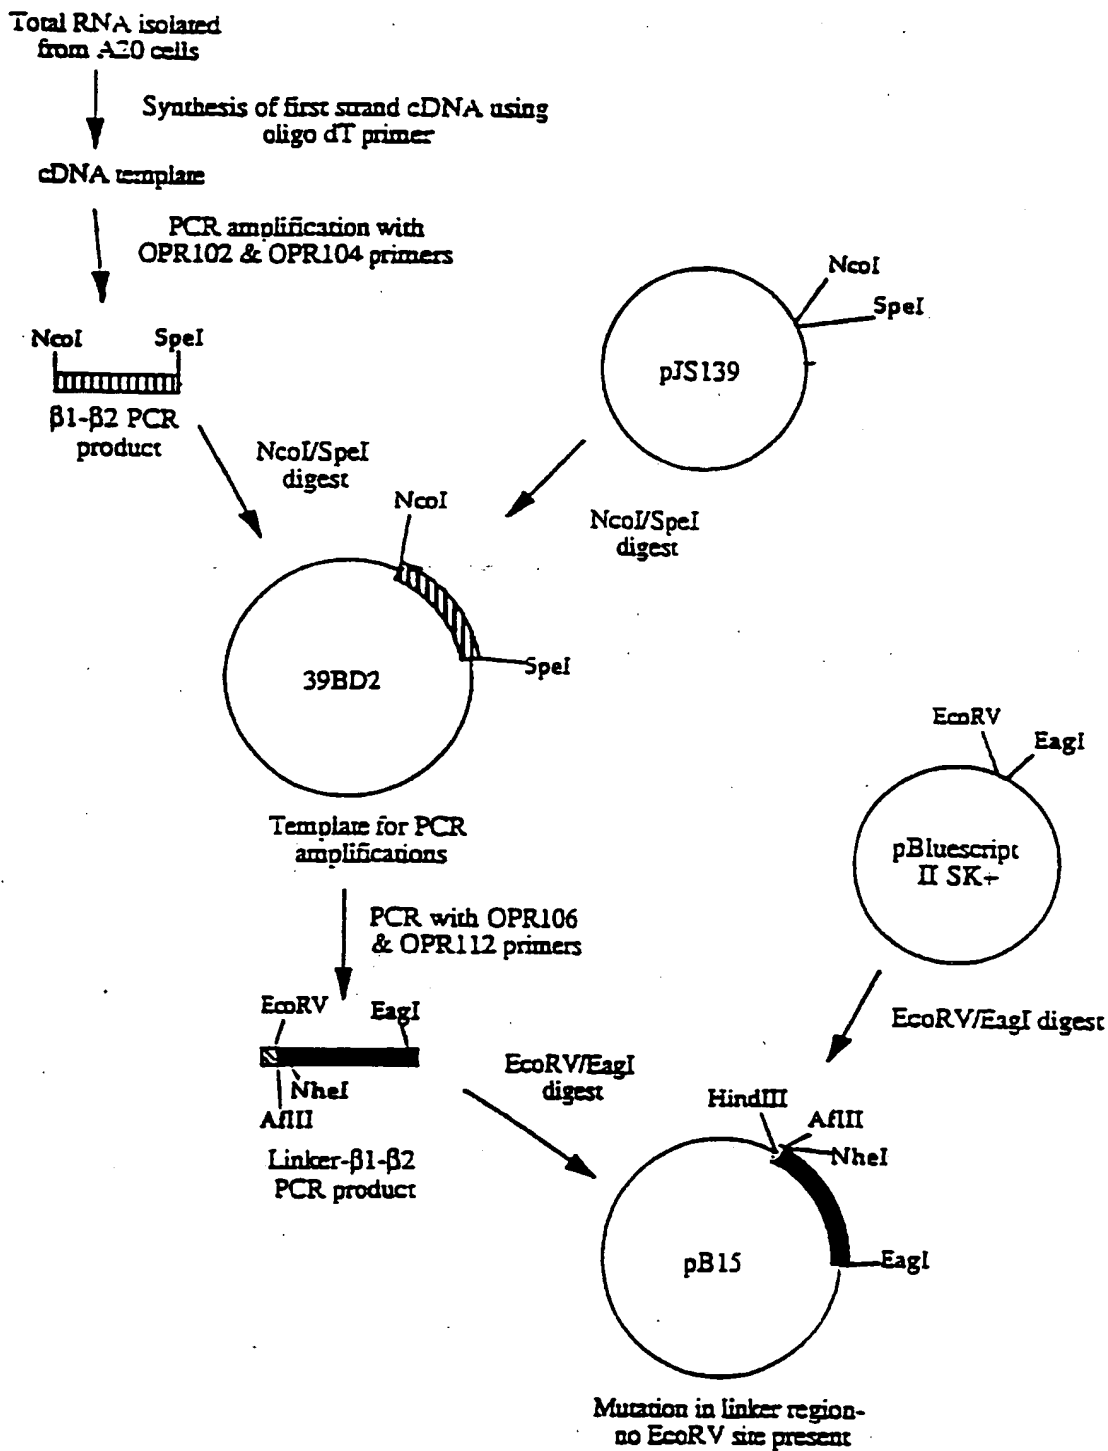 Total RNA isolated
from A20 cells
Synthesis of first strand cDNA using
oligo dT primer
cDNA template
PCR amplification with
OPR102 & OPR104 primers
NcoI
SpeI
β1-β2 PCR
product
NcoI
SpeI
pJS139
NcoI/SpeI
digest
NcoI/SpeI
digest
NcoI
SpeI
39BD2
Template for PCR
amplifications
EcoRV
EagI
pBluescript
II SK+
PCR with OPR106
& OPR112 primers
EcoRV
EagI
NheI
AflII
Linker-β1-β2
PCR product
EcoRV/EagI
digest
EcoRV/EagI digest
HindIII
AflII
NheI
EagI
pB15
Mutation in linker region-
no EcoRV site present